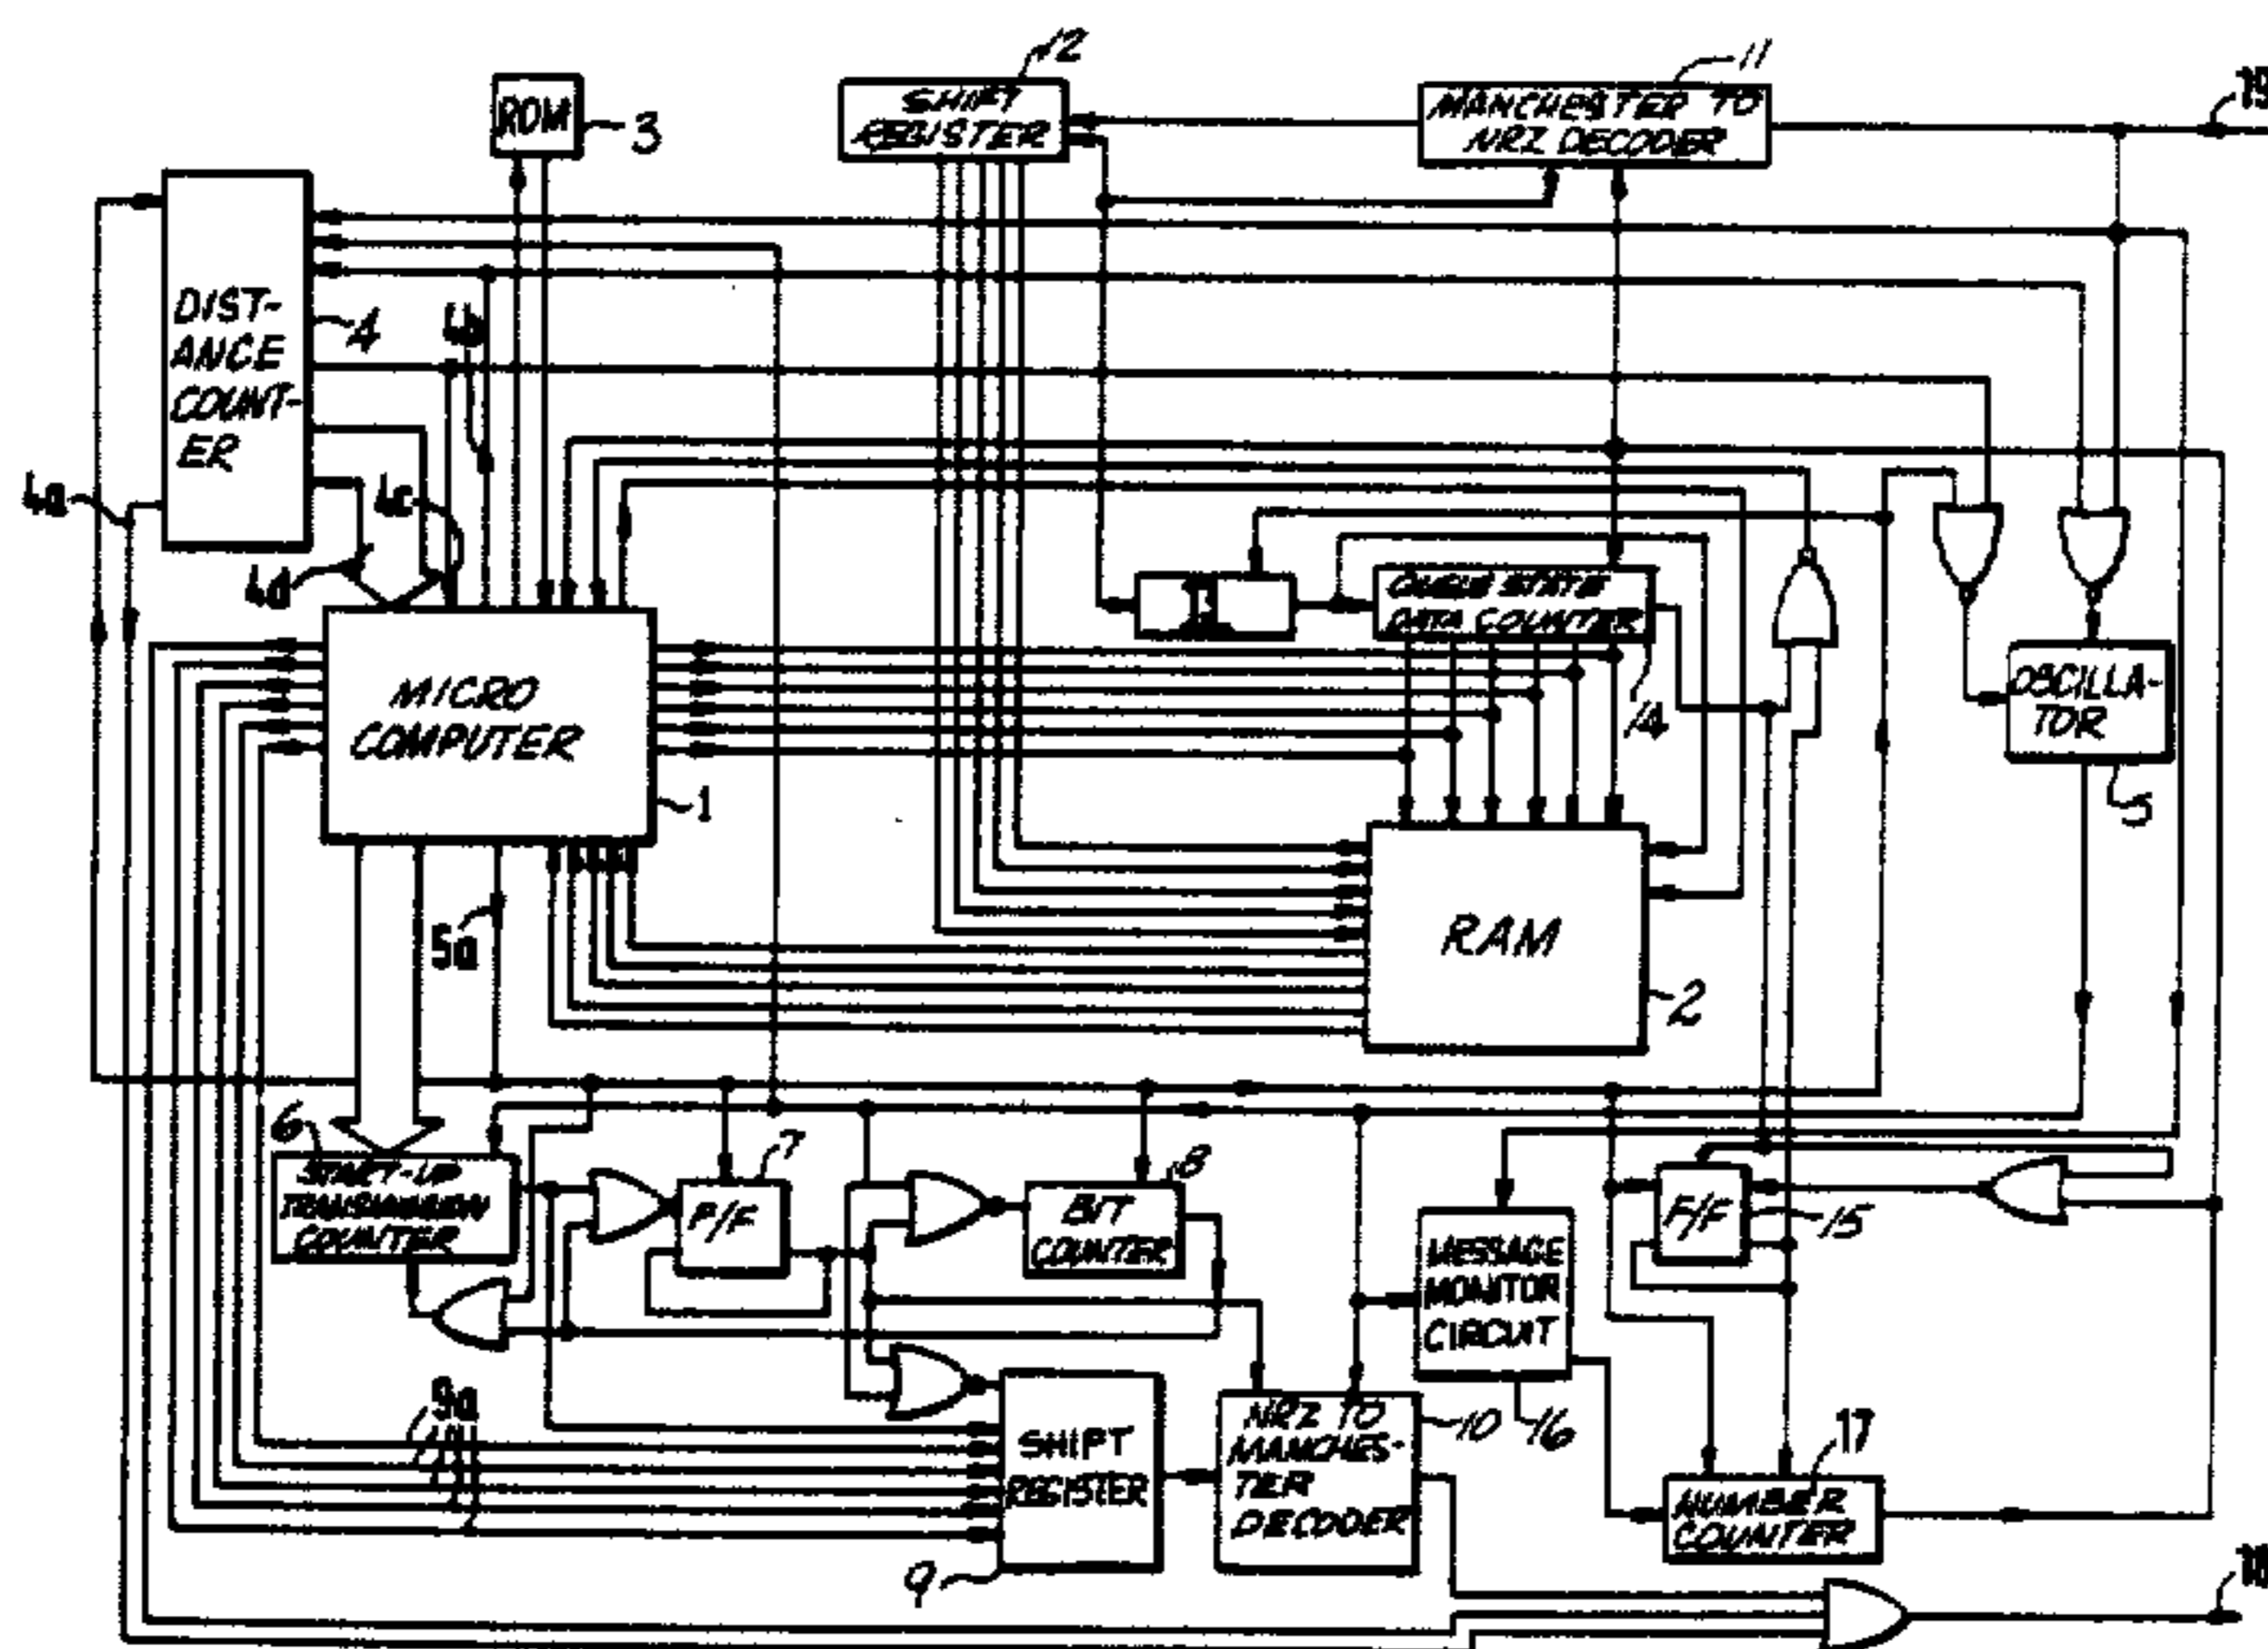 12
11
19
ROM
3
SHIFT
REGISTER
MANCHESTER TO
NRZ DECODER
DIST-
ANCE
COUNT-
ER
4
4b
4a
4c
4d
STATE
DATA COUNTER
14
MICRO
COMPUTER
1
OSCILLA-
TOR
5
5a
RAM
2
6
START-UP
TRANSMISSION
COUNTER
7
F/F
8
BIT
COUNTER
MESSAGE
MONITOR
CIRCUIT
16
F/F
15
9a
SHIFT
REGISTER
9
NRZ TO
MANCHES-
TER
DECODER
10
17
NUMBER
COUNTER
18